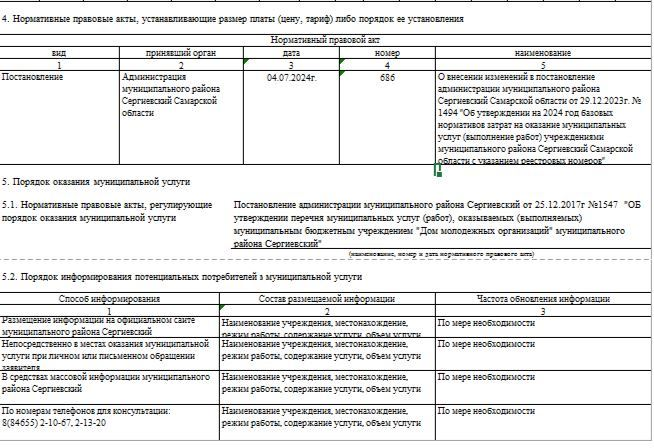 4. Нормативные правовые акты, устанавливающие размер платы (цену, тариф) либо порядок ее установления
Нормативный правовой акт
вид
принявший орган
дата
номер
наименование
1
2
3
4
5
Постановление
Администрация
муниципального района
Сергиевский Самарской
области
04.07.2024г.
686
О внесении изменений в постановление
администрации муниципального района
Сергиевский Самарской области от 29.12.2023г. №
1494 "Об утверждении на 2024 год базовых
нормативов затрат на оказание муниципальных
услуг (выполнение работ) учреждениями
муниципального района Сергиевский Самарской
области с указанием реестровых номеров"
5. Порядок оказания муниципальной услуги
5.1. Нормативные правовые акты, регулирующие
порядок оказания муниципальной услуги
Постановление администрации муниципального района Сергиевский от 25.12.2017г №1547 "ОБ
утверждении перечня муниципальных услуг (работ), оказываемых (выполняемых)
муниципальным бюджетным учреждением "Дом молодежных организаций" муниципального
района Сергиевский"
(наименование, номер и дата нормативного правового акта)
5.2. Порядок информирования потенциальных потребителей з муниципальной услуги
Способ информирования
Состав размещаемой информации
Частота обновления информации
1
2
3
Размещение информации на официальном сайте
муниципального района Сергиевский
Наименование учреждения, местонахождение,
режим работы, содержание услуги, объем услуги
По мере необходимости
Непосредственно в местах оказания муниципальной
услуги при личном или письменном обращении
заявителя
Наименование учреждения, местонахождение,
режим работы, содержание услуги, объем услуги
По мере необходимости
В средствах массовой информации муниципального
района Сергиевский
Наименование учреждения, местонахождение,
режим работы, содержание услуги, объем услуги
По мере необходимости
По номерам телефонов для консультации:
8(84655) 2-10-67, 2-13-20
Наименование учреждения, местонахождение,
режим работы, содержание услуги, объем услуги
По мере необходимости